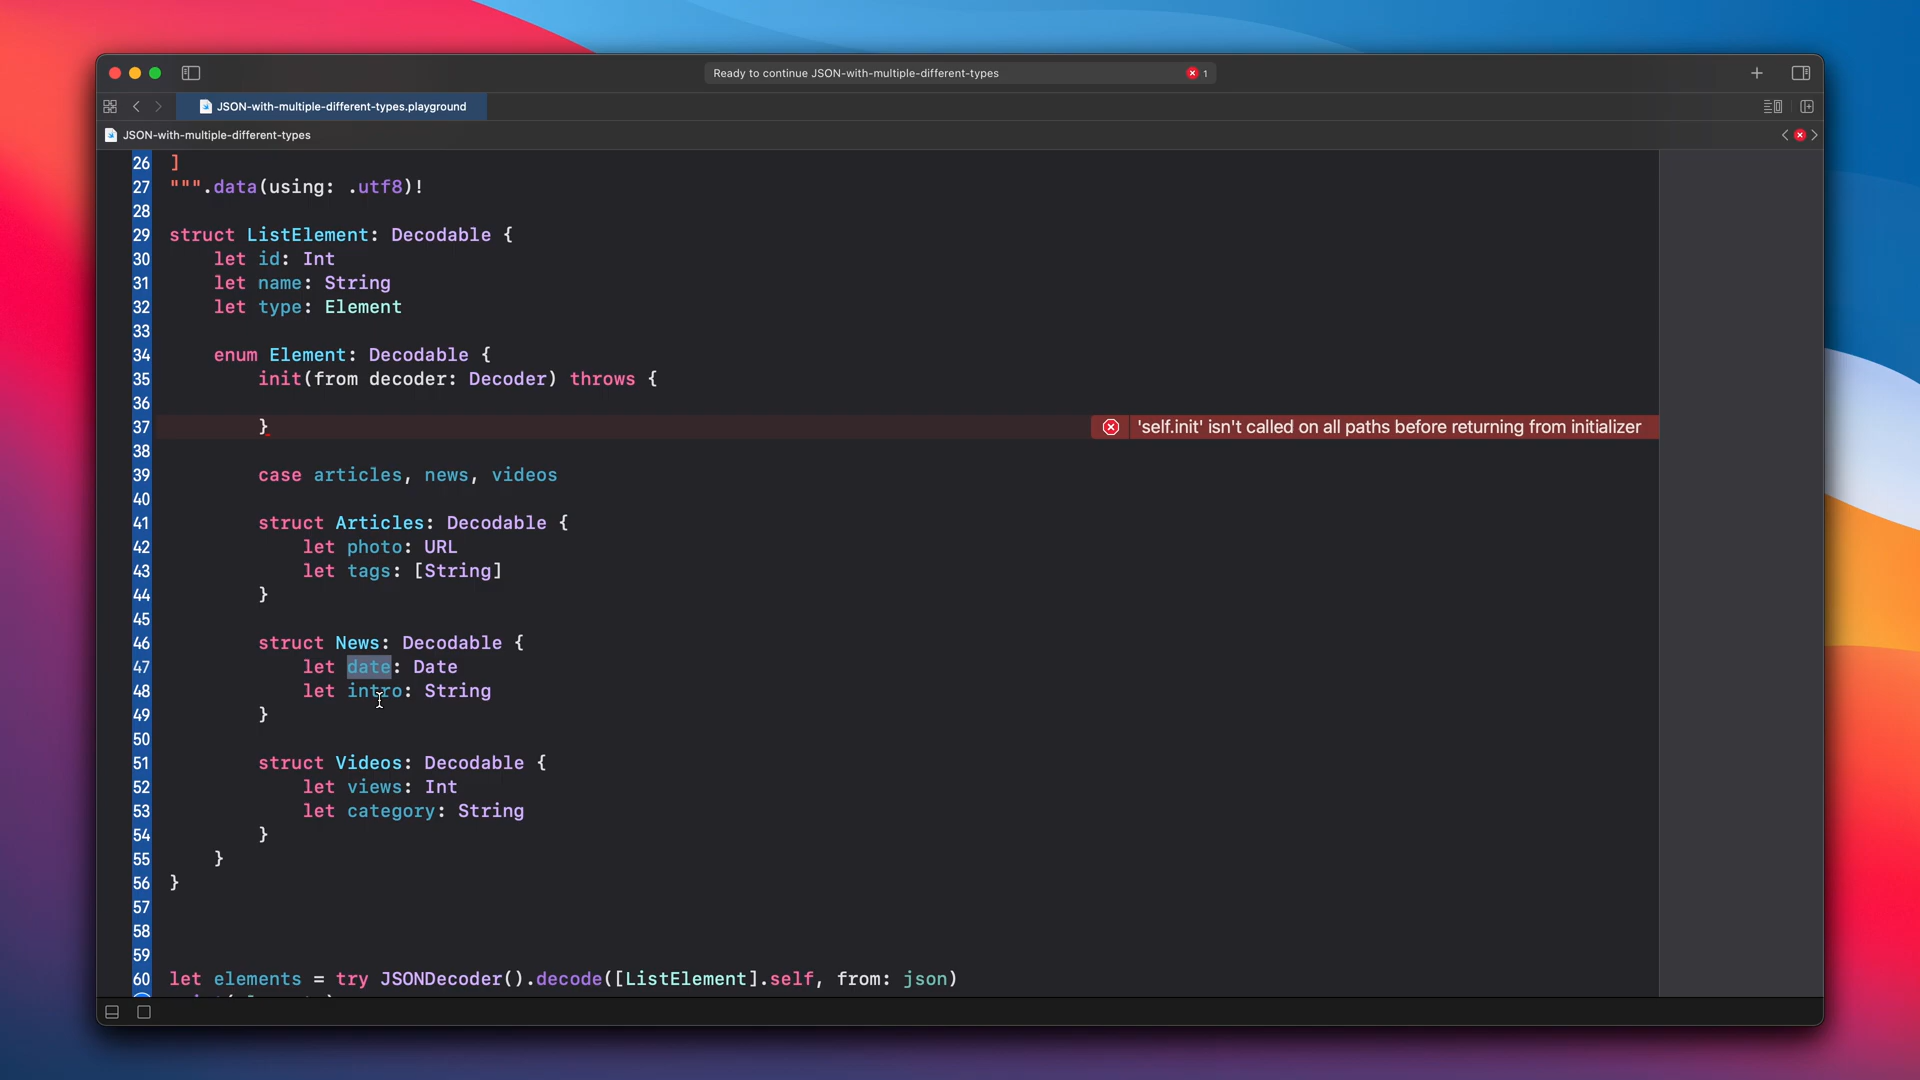 Ready to continue JSON-with-multiple-different-types 1
JSON-with-multiple-different-types.playground
JSON-with-multiple-different-types
26 ]
27 """.data(using: .utf8)!
28
29 struct ListElement: Decodable {
30 let id: Int
31 let name: String
32 let type: Element
33
34 enum Element: Decodable {
35 init(from decoder: Decoder) throws {
36
37 } 'self.init' isn't called on all paths before returning from initializer
38
39 case articles, news, videos
40
41 struct Articles: Decodable {
42 let photo: URL
43 let tags: [String]
44 }
45
46 struct News: Decodable {
47 let date: Date
48 let intro: String
49 }
50
51 struct Videos: Decodable {
52 let views: Int
53 let category: String
54 }
55 }
56 }
57
58
59
60 let elements = try JSONDecoder().decode([ListElement].self, from: json)